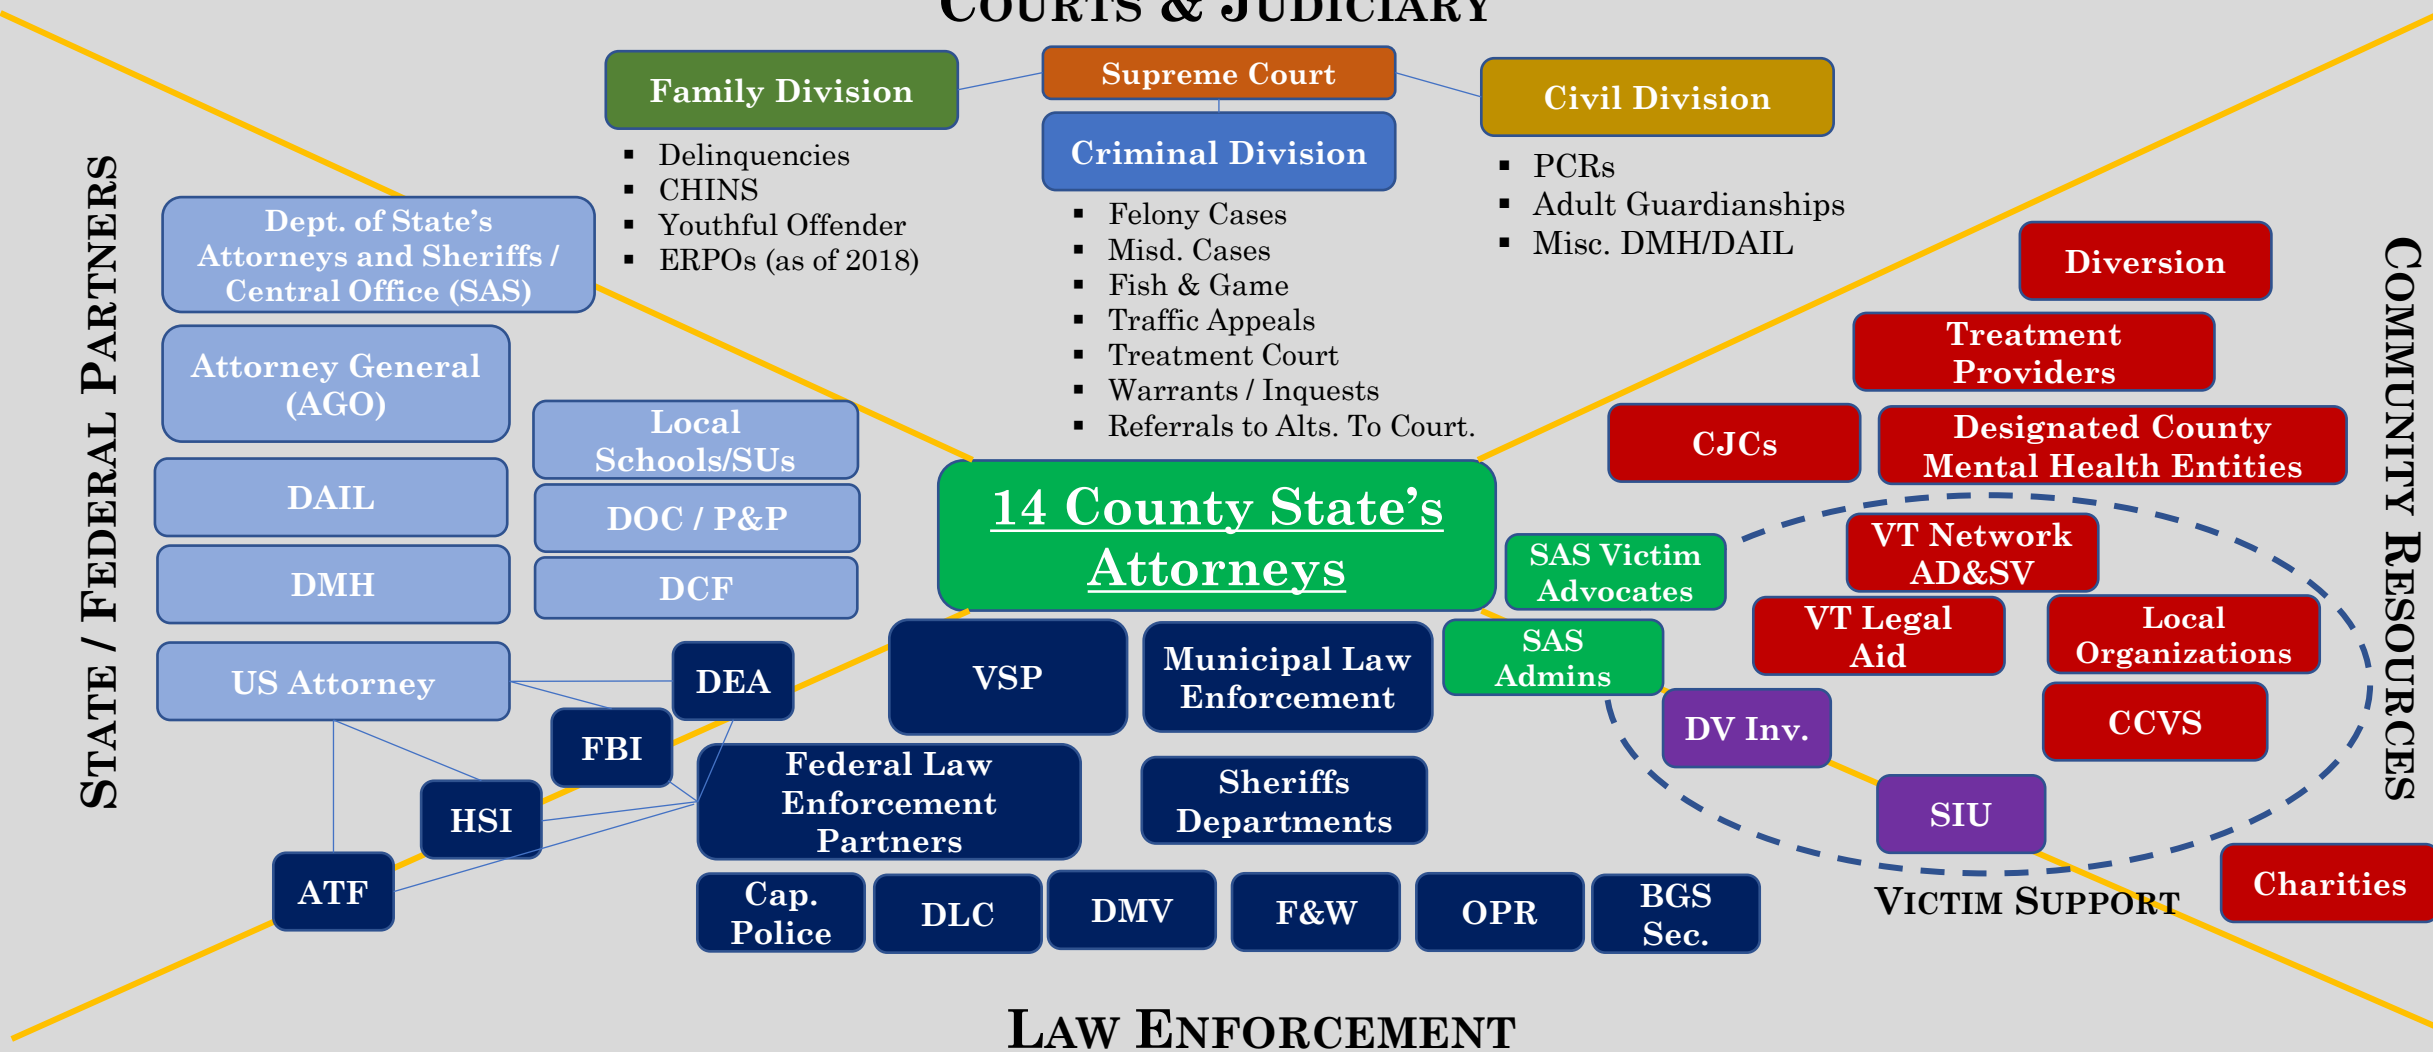 COURTS & JUDICIARY
Family Division
Supreme Court
Civil Division
Criminal Division
▪ Delinquencies
▪ CHINS
▪ Youthful Offender
▪ ERPOs (as of 2018)
▪ Felony Cases
▪ Misd. Cases
▪ Fish & Game
▪ Traffic Appeals
▪ Treatment Court
▪ Warrants / Inquests
▪ Referrals to Alts. To Court.
▪ PCRs
▪ Adult Guardianships
▪ Misc. DMH/DAIL
STATE / FEDERAL PARTNERS
Dept. of State’s
Attorneys and Sheriffs /
Central Office (SAS)
Attorney General
(AGO)
Local
Schools/SUs
DAIL
DOC / P&P
DMH
DCF
US Attorney
14 County State’s
Attorneys
SAS Victim
Advocates
SAS
Admins
COMMUNITY RESOURCES
Diversion
Treatment
Providers
CJCs
Designated County
Mental Health Entities
VT Network
AD&SV
VT Legal
Aid
Local
Organizations
CCVS
DV Inv.
SIU
VICTIM SUPPORT
Charities
DEA
FBI
HSI
ATF
VSP
Municipal Law
Enforcement
Federal Law
Enforcement
Partners
Sheriffs
Departments
Cap.
Police
DLC
DMV
F&W
OPR
BGS
Sec.
LAW ENFORCEMENT